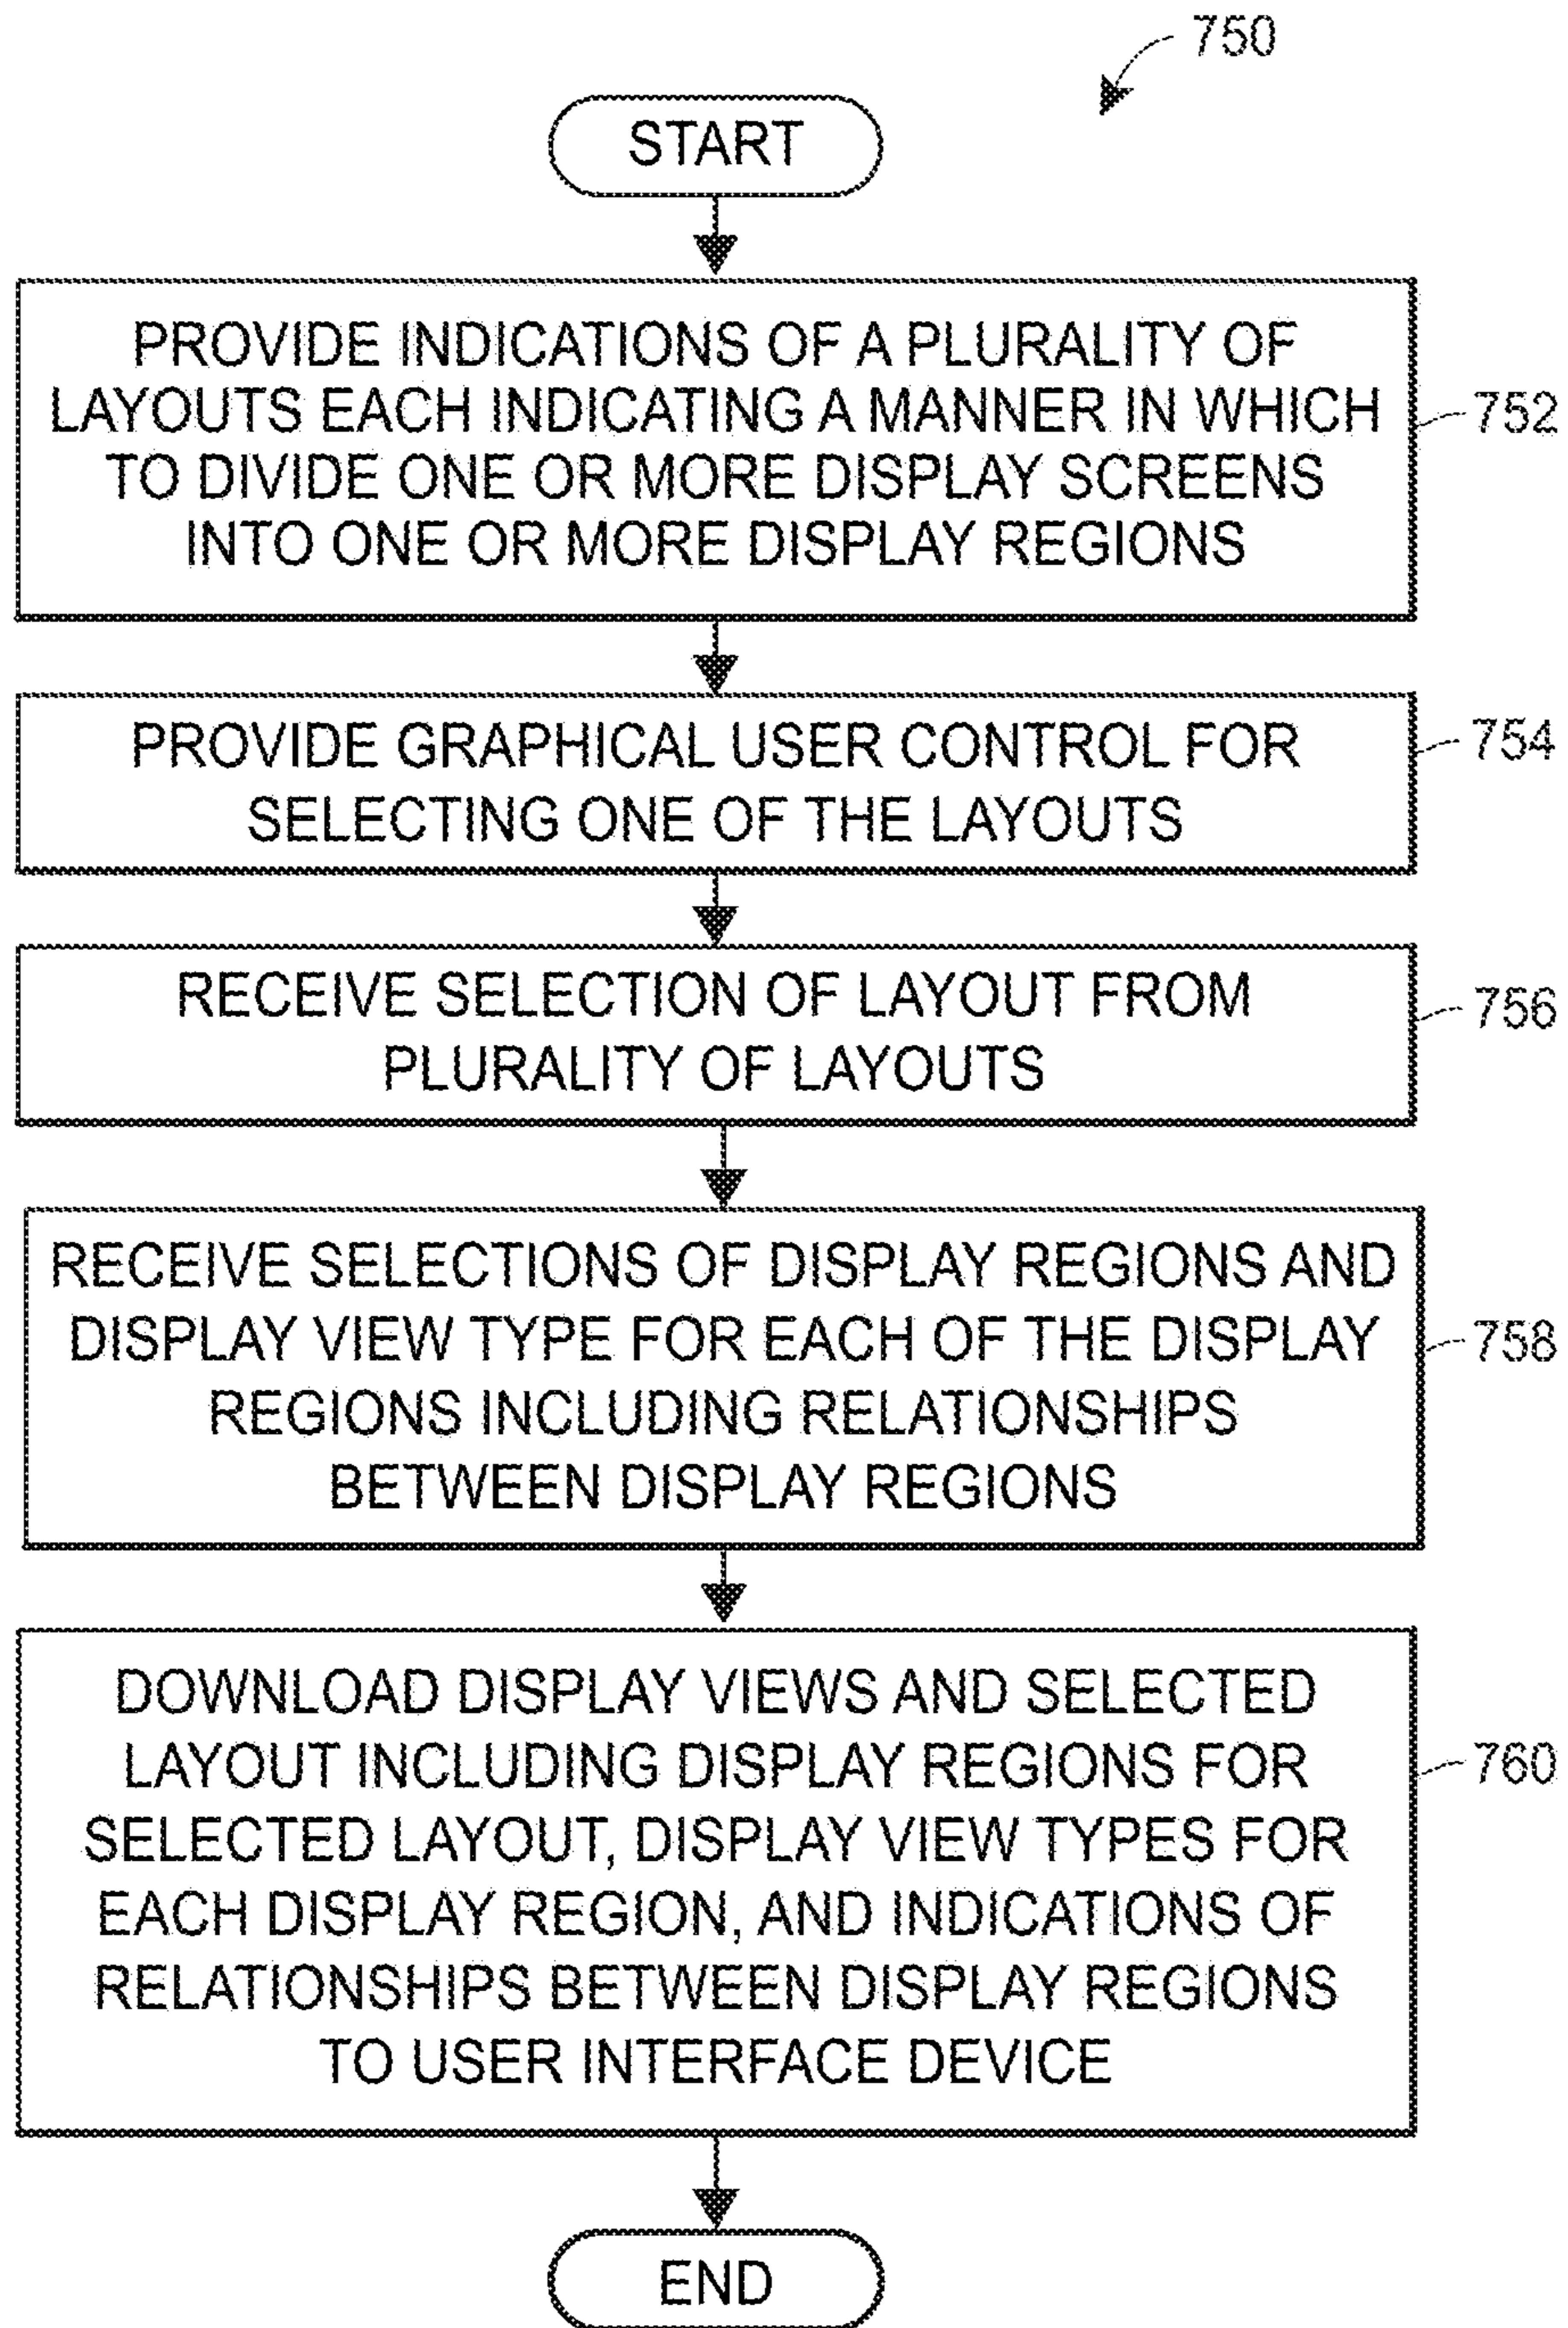 750
START
PROVIDE INDICATIONS OF A PLURALITY OF
LAYOUTS EACH INDICATING A MANNER IN WHICH
TO DIVIDE ONE OR MORE DISPLAY SCREENS
INTO ONE OR MORE DISPLAY REGIONS
752
PROVIDE GRAPHICAL USER CONTROL FOR
SELECTING ONE OF THE LAYOUTS
754
RECEIVE SELECTION OF LAYOUT FROM
PLURALITY OF LAYOUTS
756
RECEIVE SELECTIONS OF DISPLAY REGIONS AND
DISPLAY VIEW TYPE FOR EACH OF THE DISPLAY
REGIONS INCLUDING RELATIONSHIPS
BETWEEN DISPLAY REGIONS
758
DOWNLOAD DISPLAY VIEWS AND SELECTED
LAYOUT INCLUDING DISPLAY REGIONS FOR
SELECTED LAYOUT, DISPLAY VIEW TYPES FOR
EACH DISPLAY REGION, AND INDICATIONS OF
RELATIONSHIPS BETWEEN DISPLAY REGIONS
TO USER INTERFACE DEVICE
760
END